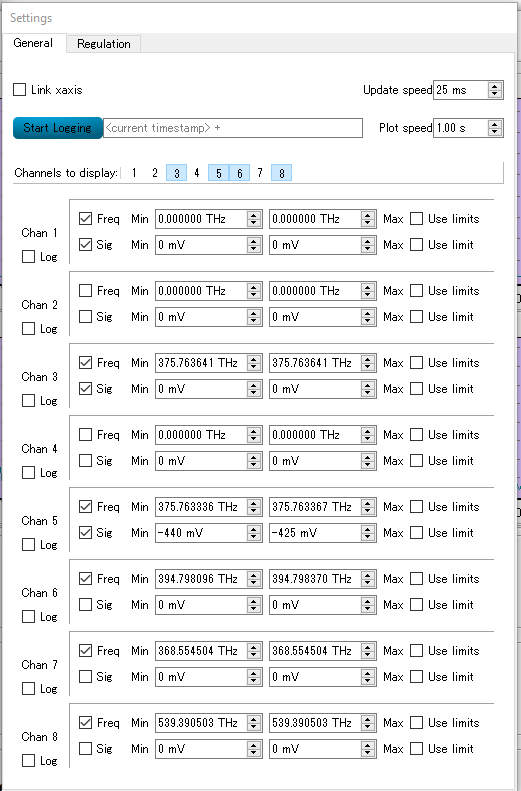 Settings
General Regulation
Link xaxis Update speed 25 ms
Start Logging <current timestamp> + Plot speed 1.00 s
Channels to display: 1 2 3 4 5 6 7 8
Freq Min 0.000000 THz 0.000000 THz Max Use limits
Chan 1
Sig Min 0 mV 0 mV Max Use limit
Log
Freq Min 0.000000 THz 0.000000 THz Max Use limits
Chan 2
Sig Min 0 mV 0 mV Max Use limit
Log
Freq Min 375.763641 THz 375.763641 THz Max Use limits
Chan 3
Sig Min 0 mV 0 mV Max Use limit
Log
Freq Min 0.000000 THz 0.000000 THz Max Use limits
Chan 4
Sig Min 0 mV 0 mV Max Use limit
Log
Freq Min 375.763336 THz 375.763367 THz Max Use limits
Chan 5
Sig Min -440 mV -425 mV Max Use limit
Log
Freq Min 394.798096 THz 394.798370 THz Max Use limits
Chan 6
Sig Min 0 mV 0 mV Max Use limit
Log
Freq Min 368.554504 THz 368.554504 THz Max Use limits
Chan 7
Sig Min 0 mV 0 mV Max Use limit
Log
Freq Min 539.390503 THz 539.390503 THz Max Use limits
Chan 8
Sig Min 0 mV 0 mV Max Use limit
Log